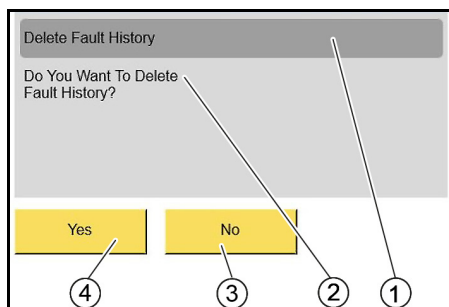 Delete Fault History
Do You Want To Delete
Fault History?
Yes
No
4
3
2
1